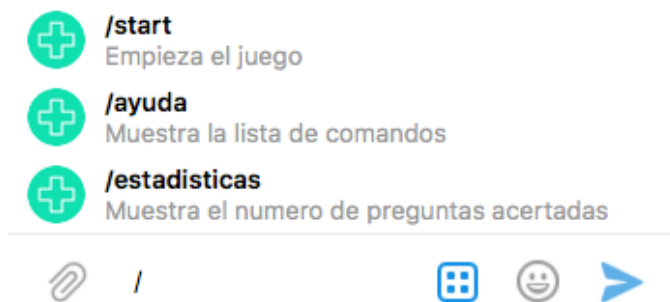 /start
Empieza el juego
/ayuda
Muestra la lista de comandos
/estadisticas
Muestra el numero de preguntas acertadas
/